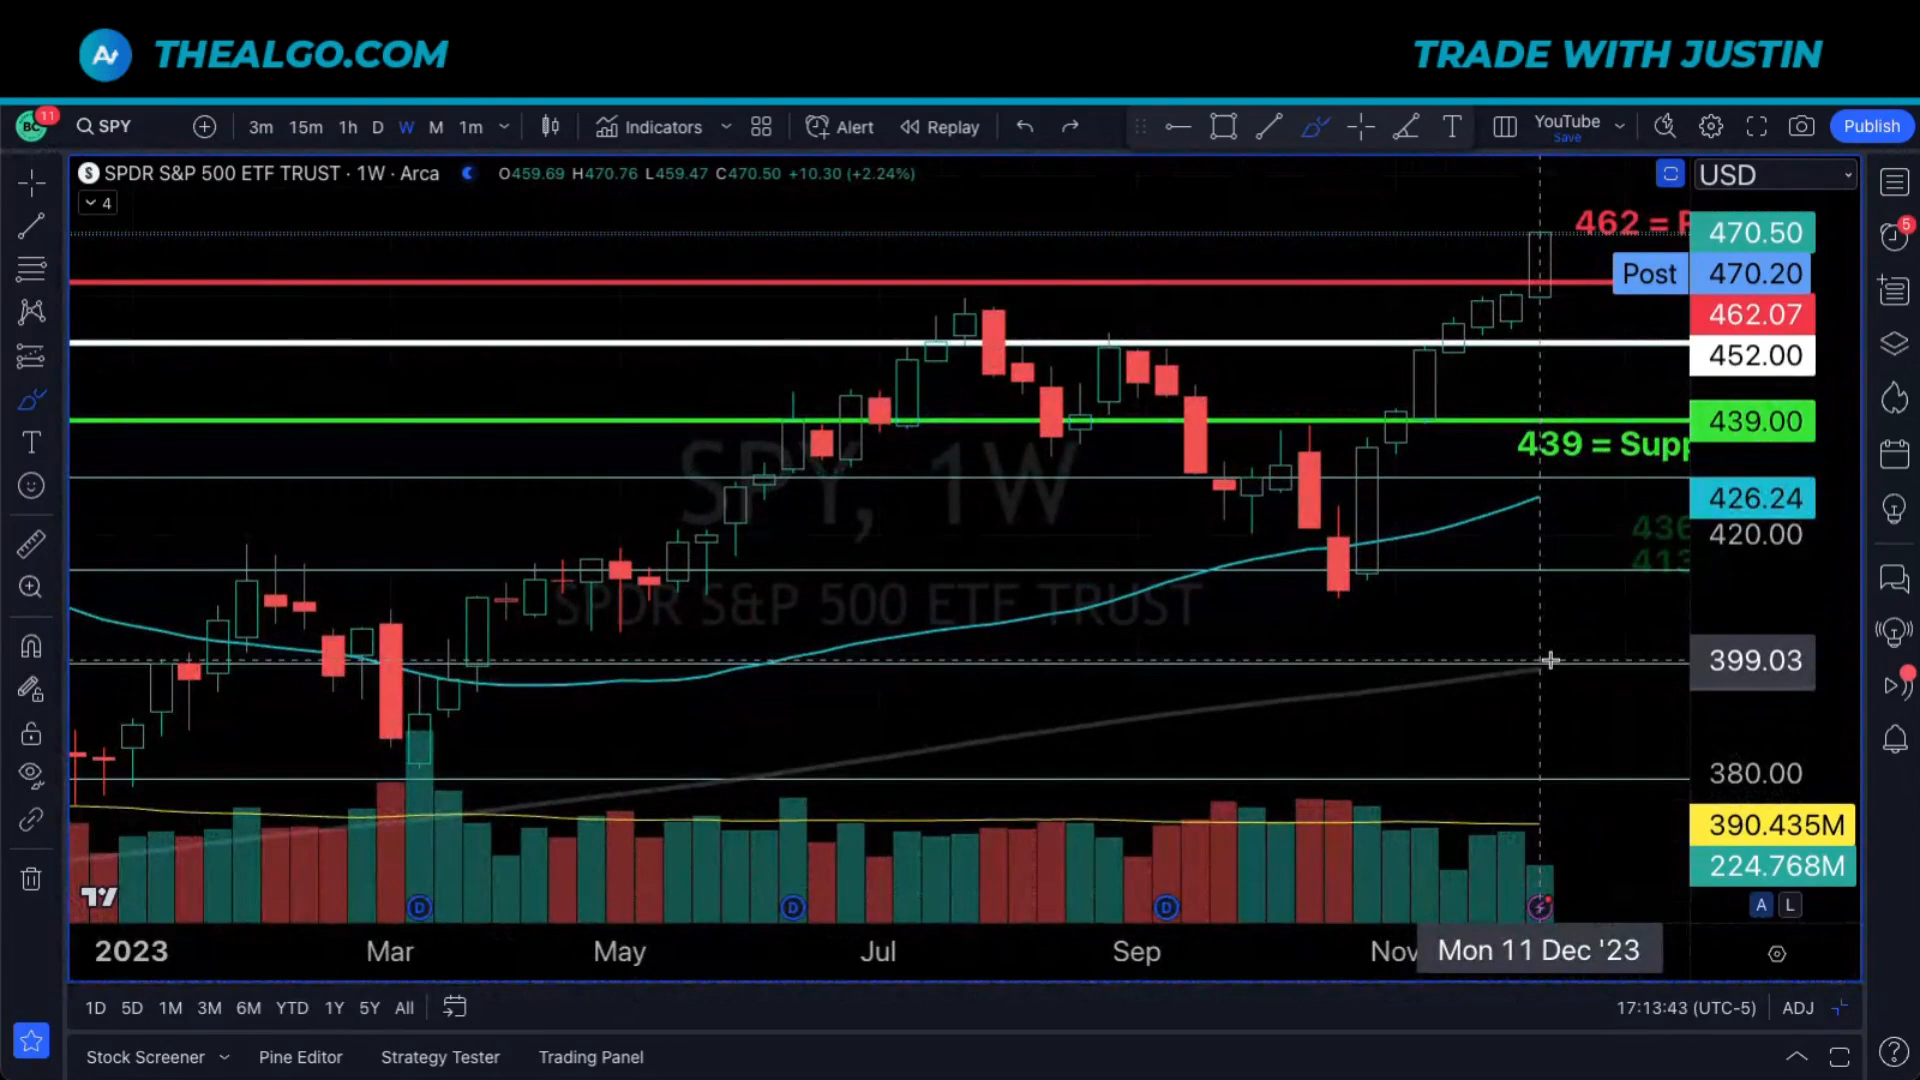 THEALGO.COM
TRADE WITH JUSTIN
11
SPY
3m 15m 1h D W M 1m
Indicators
Alert
Replay
YouTube
Save
Publish
SPDR S&P 500 ETF TRUST · 1W · Arca
O459.69 H470.76 L459.47 C470.50 +10.30 (+2.24%)
USD
4
462 =
470.50
Post 470.20
462.07
452.00
439.00
439 = Supp
SPY, 1W
SPDR S&P 500 ETF TRUST
426.24
436
420.00
413
399.03
380.00
390.435M
224.768M
A L
D D D
2023 Mar May Jul Sep Nov
Mon 11 Dec '23
1D 5D 1M 3M 6M YTD 1Y 5Y All
17:13:43 (UTC-5) ADJ
Stock Screener Pine Editor Strategy Tester Trading Panel
5